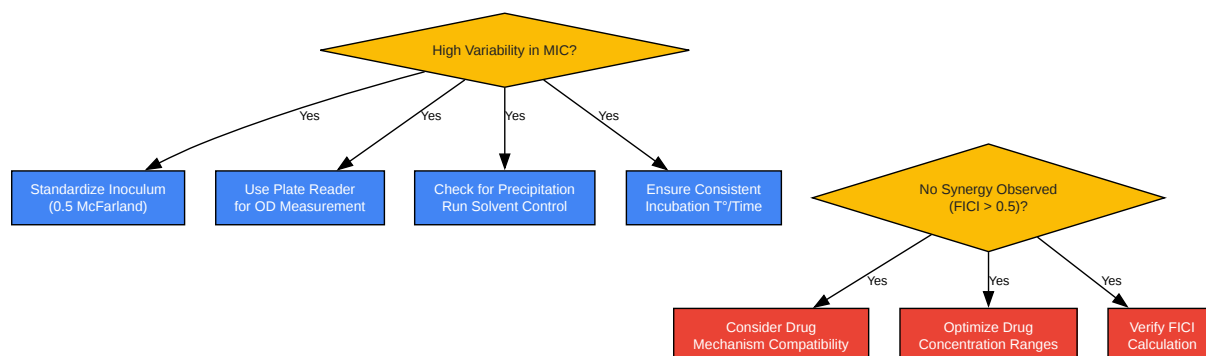 High Variability in MIC?
Yes
Yes
Yes
Yes
Standardize Inoculum
(0.5 McFarland)
Use Plate Reader
for OD Measurement
Check for Precipitation
Run Solvent Control
Ensure Consistent
Incubation T°/Time
No Synergy Observed
(FICI > 0.5)?
Yes
Yes
Yes
Consider Drug
Mechanism Compatibility
Optimize Drug
Concentration Ranges
Verify FICI
Calculation